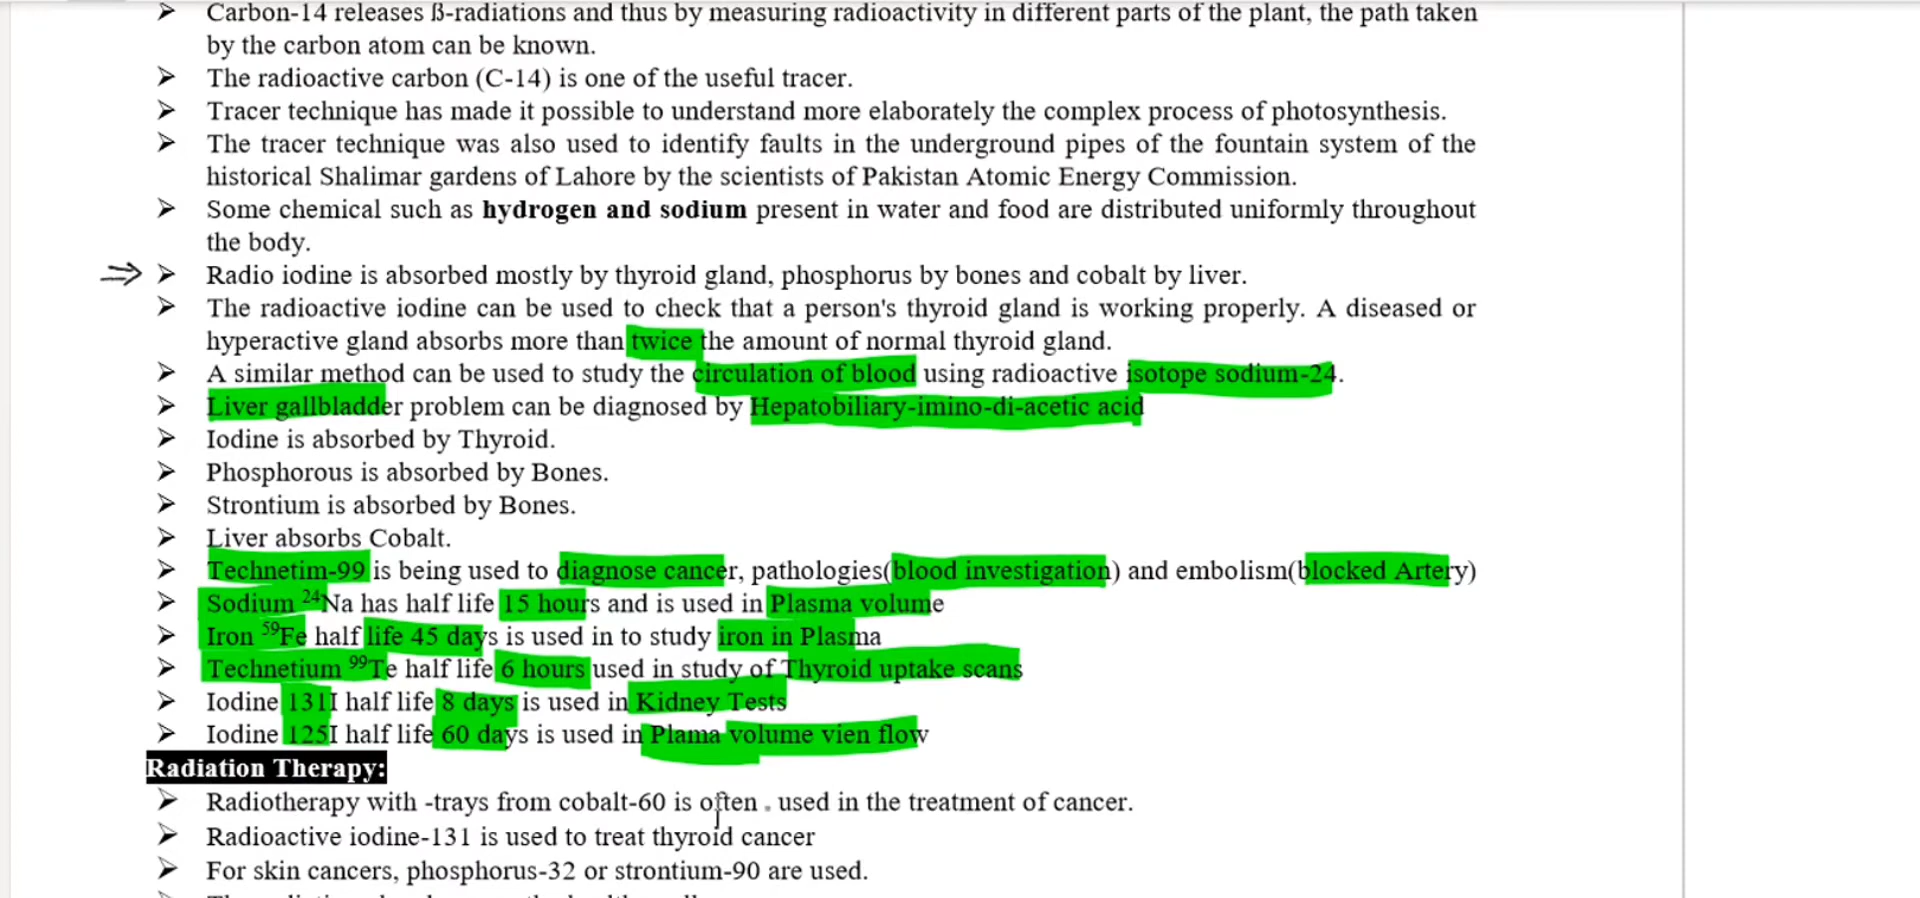 ➢ Carbon-14 releases ß-radiations and thus by measuring radioactivity in different parts of the plant, the path taken
by the carbon atom can be known.
➢ The radioactive carbon (C-14) is one of the useful tracer.
➢ Tracer technique has made it possible to understand more elaborately the complex process of photosynthesis.
➢ The tracer technique was also used to identify faults in the underground pipes of the fountain system of the
historical Shalimar gardens of Lahore by the scientists of Pakistan Atomic Energy Commission.
➢ Some chemical such as hydrogen and sodium present in water and food are distributed uniformly throughout
the body.
⇒ ➢ Radio iodine is absorbed mostly by thyroid gland, phosphorus by bones and cobalt by liver.
➢ The radioactive iodine can be used to check that a person's thyroid gland is working properly. A diseased or
hyperactive gland absorbs more than twice the amount of normal thyroid gland.
➢ A similar method can be used to study the circulation of blood using radioactive isotope sodium-24.
➢ Liver gallbladder problem can be diagnosed by Hepatobiliary-imino-di-acetic acid
➢ Iodine is absorbed by Thyroid.
➢ Phosphorous is absorbed by Bones.
➢ Strontium is absorbed by Bones.
➢ Liver absorbs Cobalt.
➢ Technetim-99 is being used to diagnose cancer, pathologies(blood investigation) and embolism(blocked Artery)
➢ Sodium ²⁴Na has half life 15 hours and is used in Plasma volume
➢ Iron ⁵⁹Fe half life 45 days is used in to study iron in Plasma
➢ Technetium ⁹⁹Te half life 6 hours used in study of Thyroid uptake scans
➢ Iodine 131I half life 8 days is used in Kidney Tests
➢ Iodine 125I half life 60 days is used in Plama volume vien flow
Radiation Therapy:
➢ Radiotherapy with -trays from cobalt-60 is often . used in the treatment of cancer.
➢ Radioactive iodine-131 is used to treat thyroid cancer
➢ For skin cancers, phosphorus-32 or strontium-90 are used.